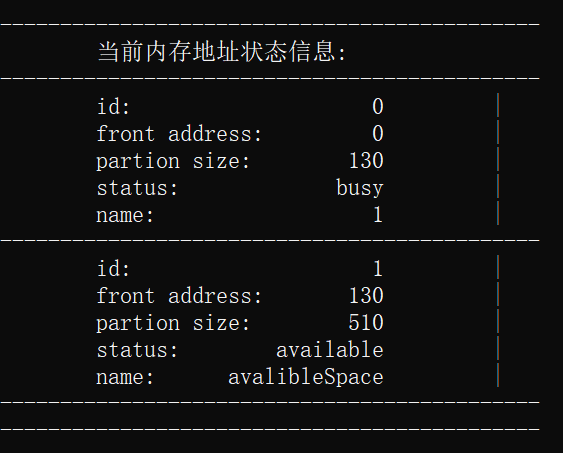 当前内存地址状态信息:
id: 0
front address: 0
partion size: 130
status: busy
name: 1
id: 1
front address: 130
partion size: 510
status: available
name: avalibleSpace